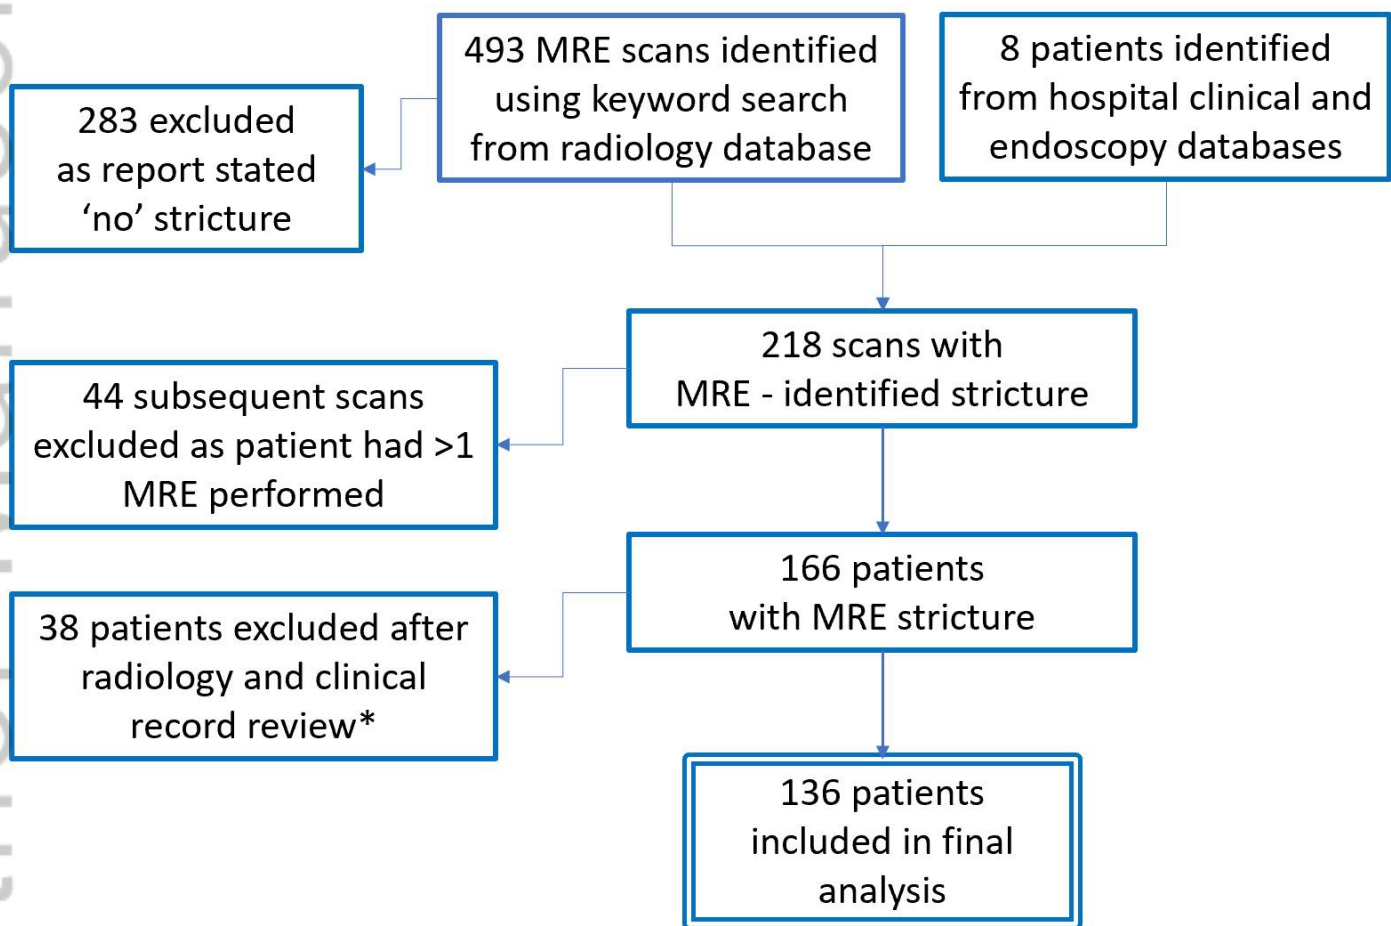 493 MRE scans identified
using keyword search
from radiology database
8 patients identified
from hospital clinical and
endoscopy databases
283 excluded
as report stated
‘no’ stricture
218 scans with
MRE - identified stricture
44 subsequent scans
excluded as patient had >1
MRE performed
166 patients
with MRE stricture
38 patients excluded after
radiology and clinical
record review*
136 patients
included in final
analysis